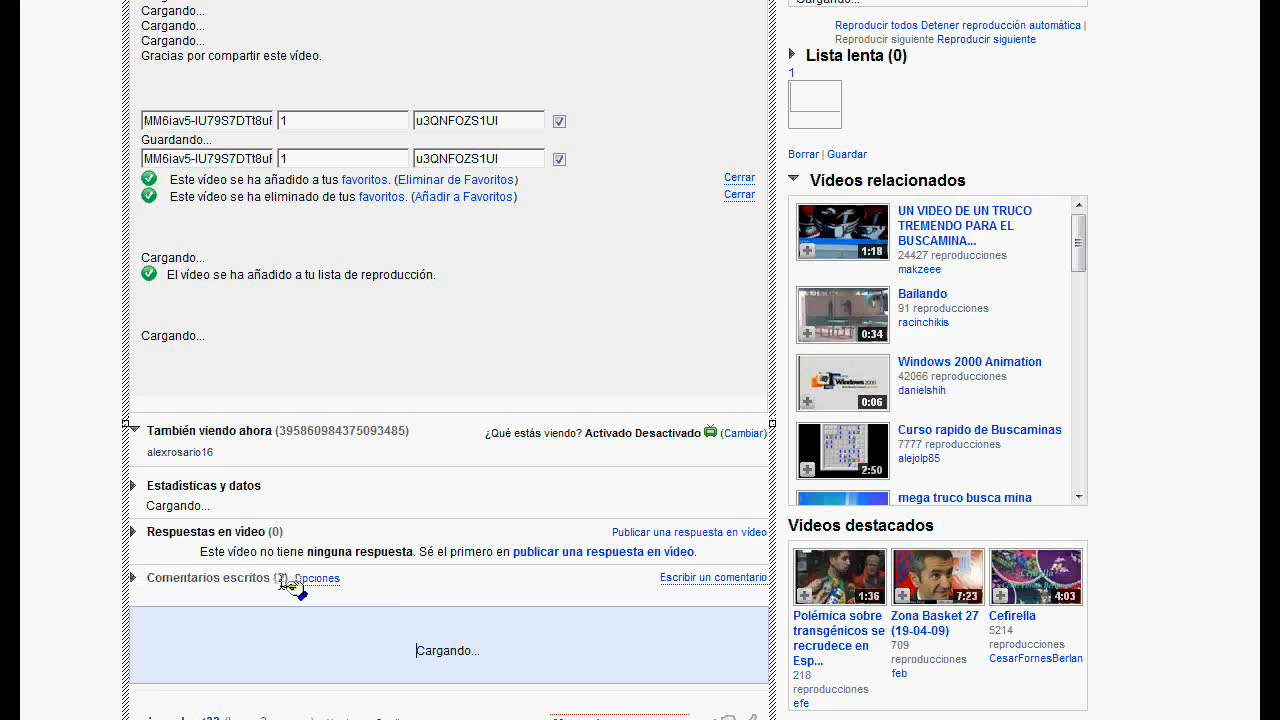 Cargando...
Cargando...
Cargando...
Gracias por compartir este vídeo.
1 u3QNFOZS1UI
Guardando...
1 u3QNFOZS1UI
Este vídeo se ha añadido a tus favoritos. (Eliminar de Favoritos) Cerrar
Este vídeo se ha eliminado de tus favoritos. (Añadir a Favoritos) Cerrar
Cargando...
El vídeo se ha añadido a tu lista de reproducción.
Cargando...
También viendo ahora (395860984375093485) ¿Qué estás viendo? Activado Desactivado (Cambiar)
alexrosario16
Estadísticas y datos
Cargando...
Respuestas en vídeo (0) Publicar una respuesta en vídeo
Este vídeo no tiene ninguna respuesta. Sé el primero en publicar una respuesta en vídeo.
Comentarios escritos Opciones Escribir un comentario
Cargando...
Cargando...
Reproducir todos Detener reproducción automática |
Reproducir siguiente Reproducir siguiente
Lista lenta (0)
1
Borrar | Guardar
Vídeos relacionados
UN VIDEO DE UN TRUCO
TREMENDO PARA EL
BUSCAMINA...
24427 reproducciones
makzeee
1:18
Bailando
91 reproducciones
racinchikis
0:34
Windows 2000 Animation
42066 reproducciones
danielshih
Windows 2000
0:06
Curso rapido de Buscaminas
7777 reproducciones
alejolp85
2:50
mega truco busca mina
Vídeos destacados
1:36
Polémica sobre
transgénicos se
recrudece en
Esp...
218
reproducciones
efe
7:23
Zona Basket 27
(19-04-09)
709
reproducciones
feb
Cefirella
4:03
Cefirella
5214
reproducciones
CesarFornesBerlan